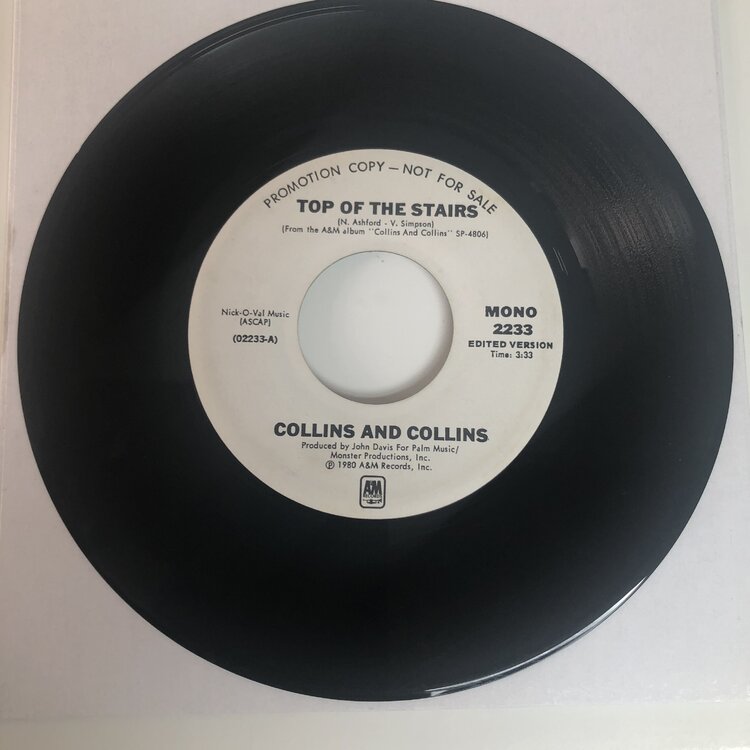 PROMOTION COPY — NOT FOR SALE
TOP OF THE STAIRS
(N. Ashford - V. Simpson)
(From the A&M album "Collins And Collins" SP-4806)
Nick-O-Val Music
(ASCAP)
(02233-A)
MONO
2233
EDITED VERSION
Time: 3:33
COLLINS AND COLLINS
Produced by John Davis For Palm Music/
Monster Productions, Inc.
℗ 1980 A&M Records, Inc.
A&M
RECORDS